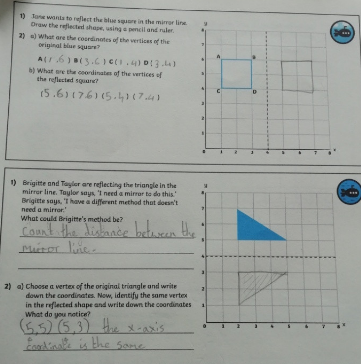 1) June wants to reflect the blue square in the mirror line.
Draw the reflected shape, using a pencil and ruler.
2) a) What are the coordinates of the vertices of the
original blue square?
A (1,6) B (3,6) C (1,4) D (3,4)
b) What are the coordinates of the vertices of
the reflected square?
(5,6) (7,6) (5,4) (7,4)
y
A B
C D
0 1 2 3 4 5 6 7 8 x
1) Brigitte and Taylor are reflecting the triangle in the
mirror line. Taylor says, 'I need a mirror to do this.'
Brigitte says, 'I have a different method that doesn't
need a mirror.'
What could Brigitte's method be?
Count the distance between the
mirror line.
2) a) Choose a vertex of the original triangle and write
down the coordinates. Now, identify the same vertex
in the reflected shape and write down the coordinates
What do you notice?
(5,5) (5,3) the x-axis
coordinate is the same
0 1 2 3 4 5 6 7 8 x